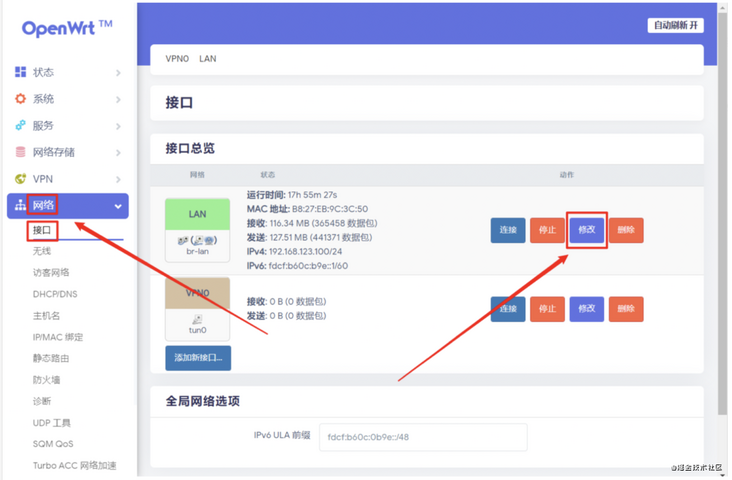 OpenWrt ™
自动刷新 开
状态
系统
服务
网络存储
VPN
网络
接口
无线
访客网络
DHCP/DNS
主机名
IP/MAC 绑定
静态路由
防火墙
诊断
UDP 工具
SQM QoS
Turbo ACC 网络加速
VPN0 LAN
接口
接口总览
网络 状态 动作
LAN
br-lan
运行时间: 17h 55m 27s
MAC 地址: B8:27:EB:9C:3C:50
接收: 116.34 MB (365458 数据包)
发送: 127.51 MB (441371 数据包)
IPv4: 192.168.123.100/24
IPv6: fdcf:b60c:b9e::1/60
连接 停止 修改 删除
VPN0
tun0
接收: 0 B (0 数据包)
发送: 0 B (0 数据包)
连接 停止 修改 删除
添加新接口...
全局网络选项
IPv6 ULA 前缀 fdcf:b60c:0b9e::/48
@掘金技术社区